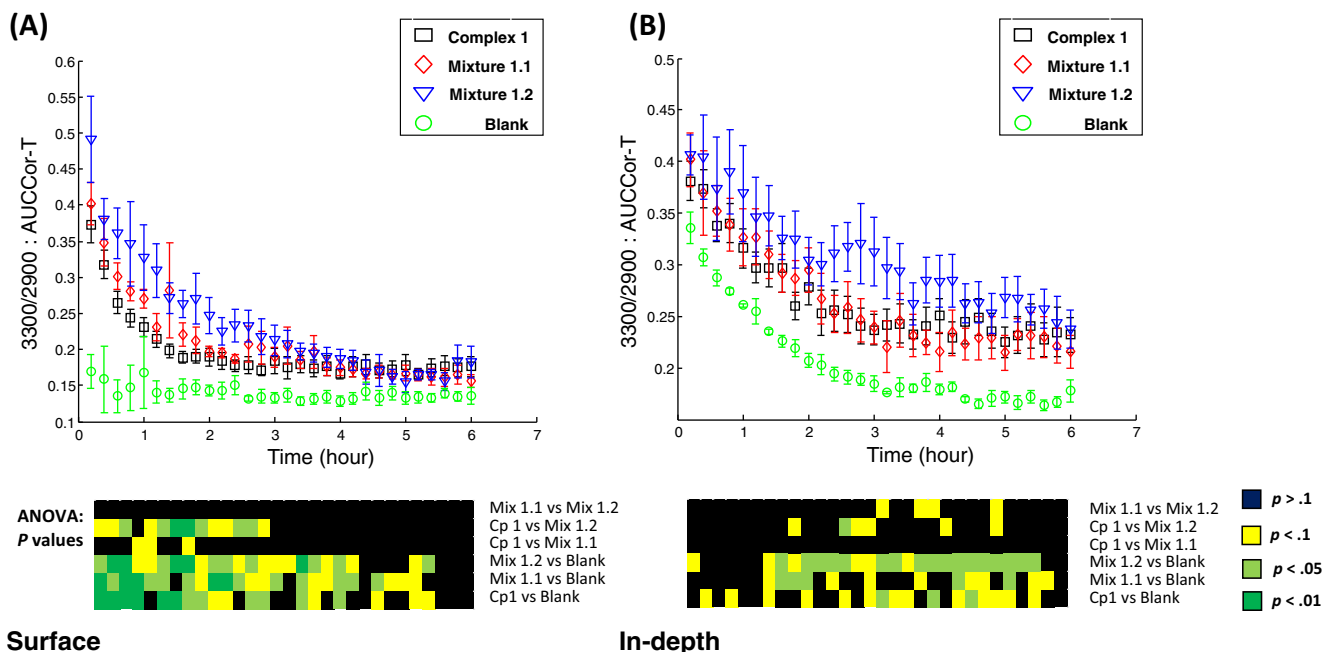 (A)
Complex 1
Mixture 1.1
Mixture 1.2
Blank
0.6
0.55
0.5
0.45
0.4
0.35
0.3
0.25
0.2
0.15
0.1
3300/2900 : AUCCor-T
0 1 2 3 4 5 6 7
Time (hour)
(B)
Complex 1
Mixture 1.1
Mixture 1.2
Blank
0.5
0.45
0.4
0.35
0.3
0.25
0.2
3300/2900 : AUCCor-T
0 1 2 3 4 5 6 7
Time (hour)
ANOVA:
P values
Mix 1.1 vs Mix 1.2
Cp 1 vs Mix 1.2
Cp 1 vs Mix 1.1
Mix 1.2 vs Blank
Mix 1.1 vs Blank
Cp1 vs Blank
Mix 1.1 vs Mix 1.2
Cp 1 vs Mix 1.2
Cp 1 vs Mix 1.1
Mix 1.2 vs Blank
Mix 1.1 vs Blank
Cp1 vs Blank
p > .1
p < .1
p < .05
p < .01
Surface
In-depth